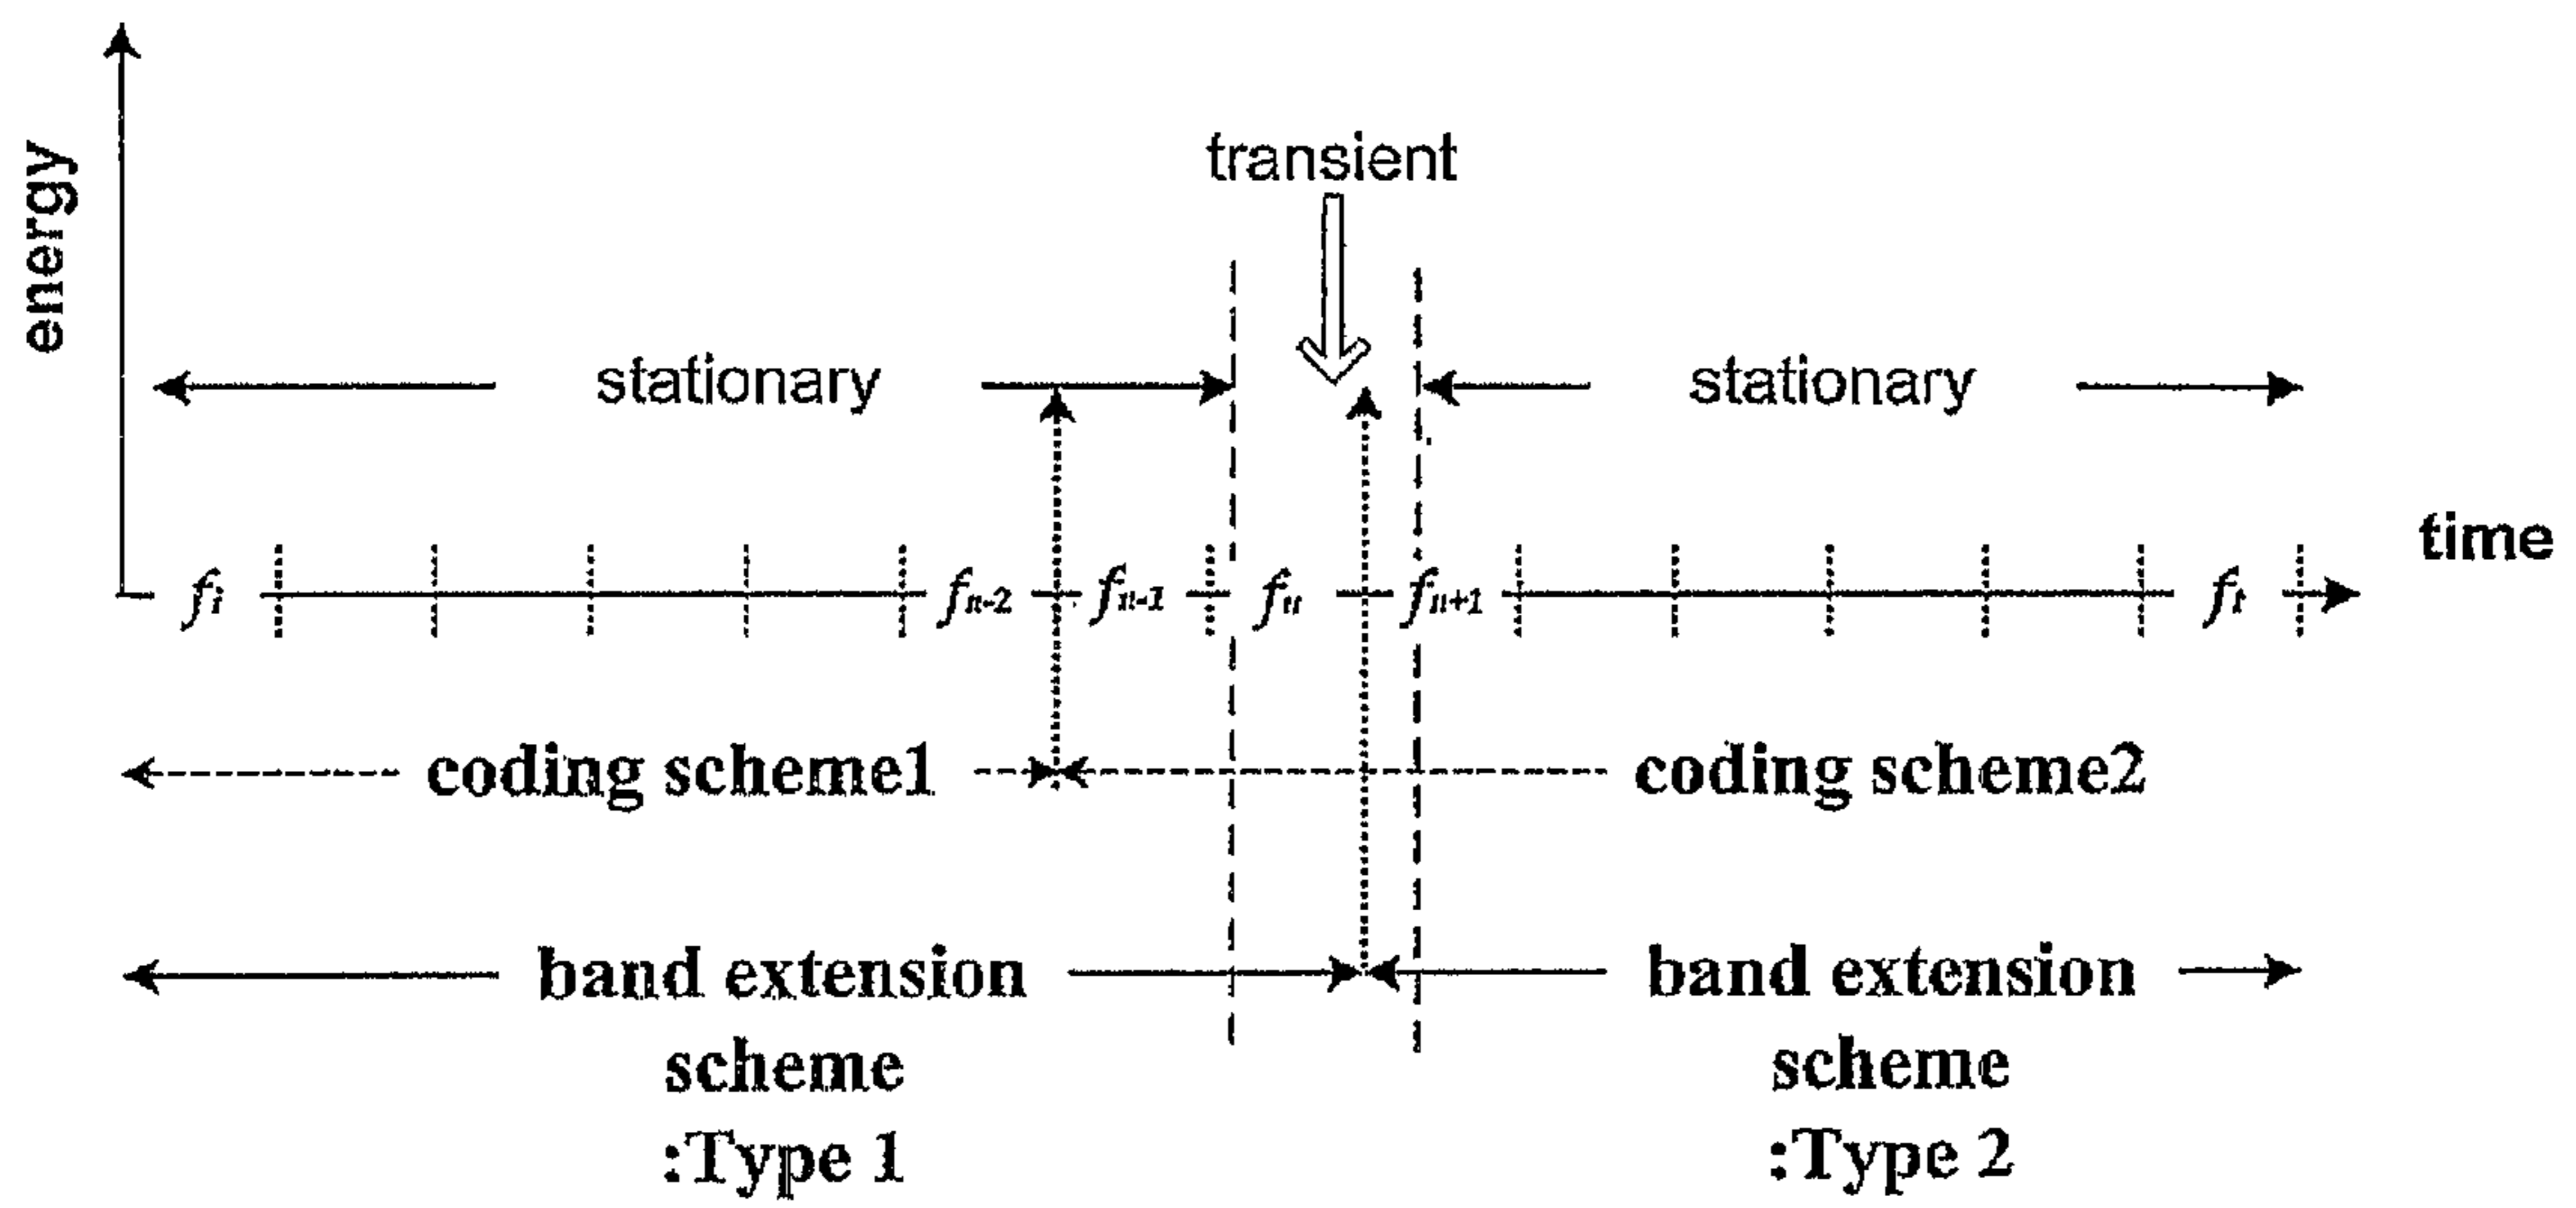 energy
transient
stationary
stationary
time
fi fn-2 fn-1 fn fn+1 ft
coding scheme1
coding scheme2
band extension
scheme
:Type 1
band extension
scheme
:Type 2